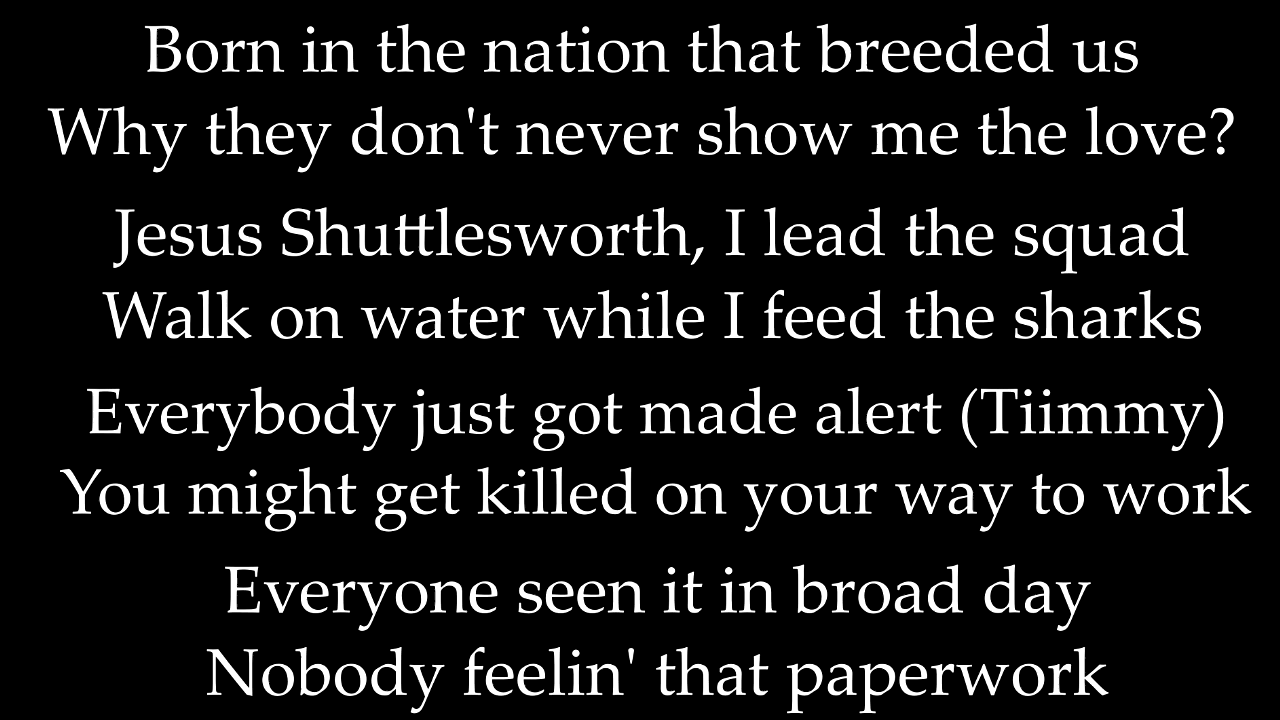 Born in the nation that breeded us
Why they don't never show me the love?
Jesus Shuttlesworth, I lead the squad
Walk on water while I feed the sharks
Everybody just got made alert (Tiimmy)
You might get killed on your way to work
Everyone seen it in broad day
Nobody feelin' that paperwork